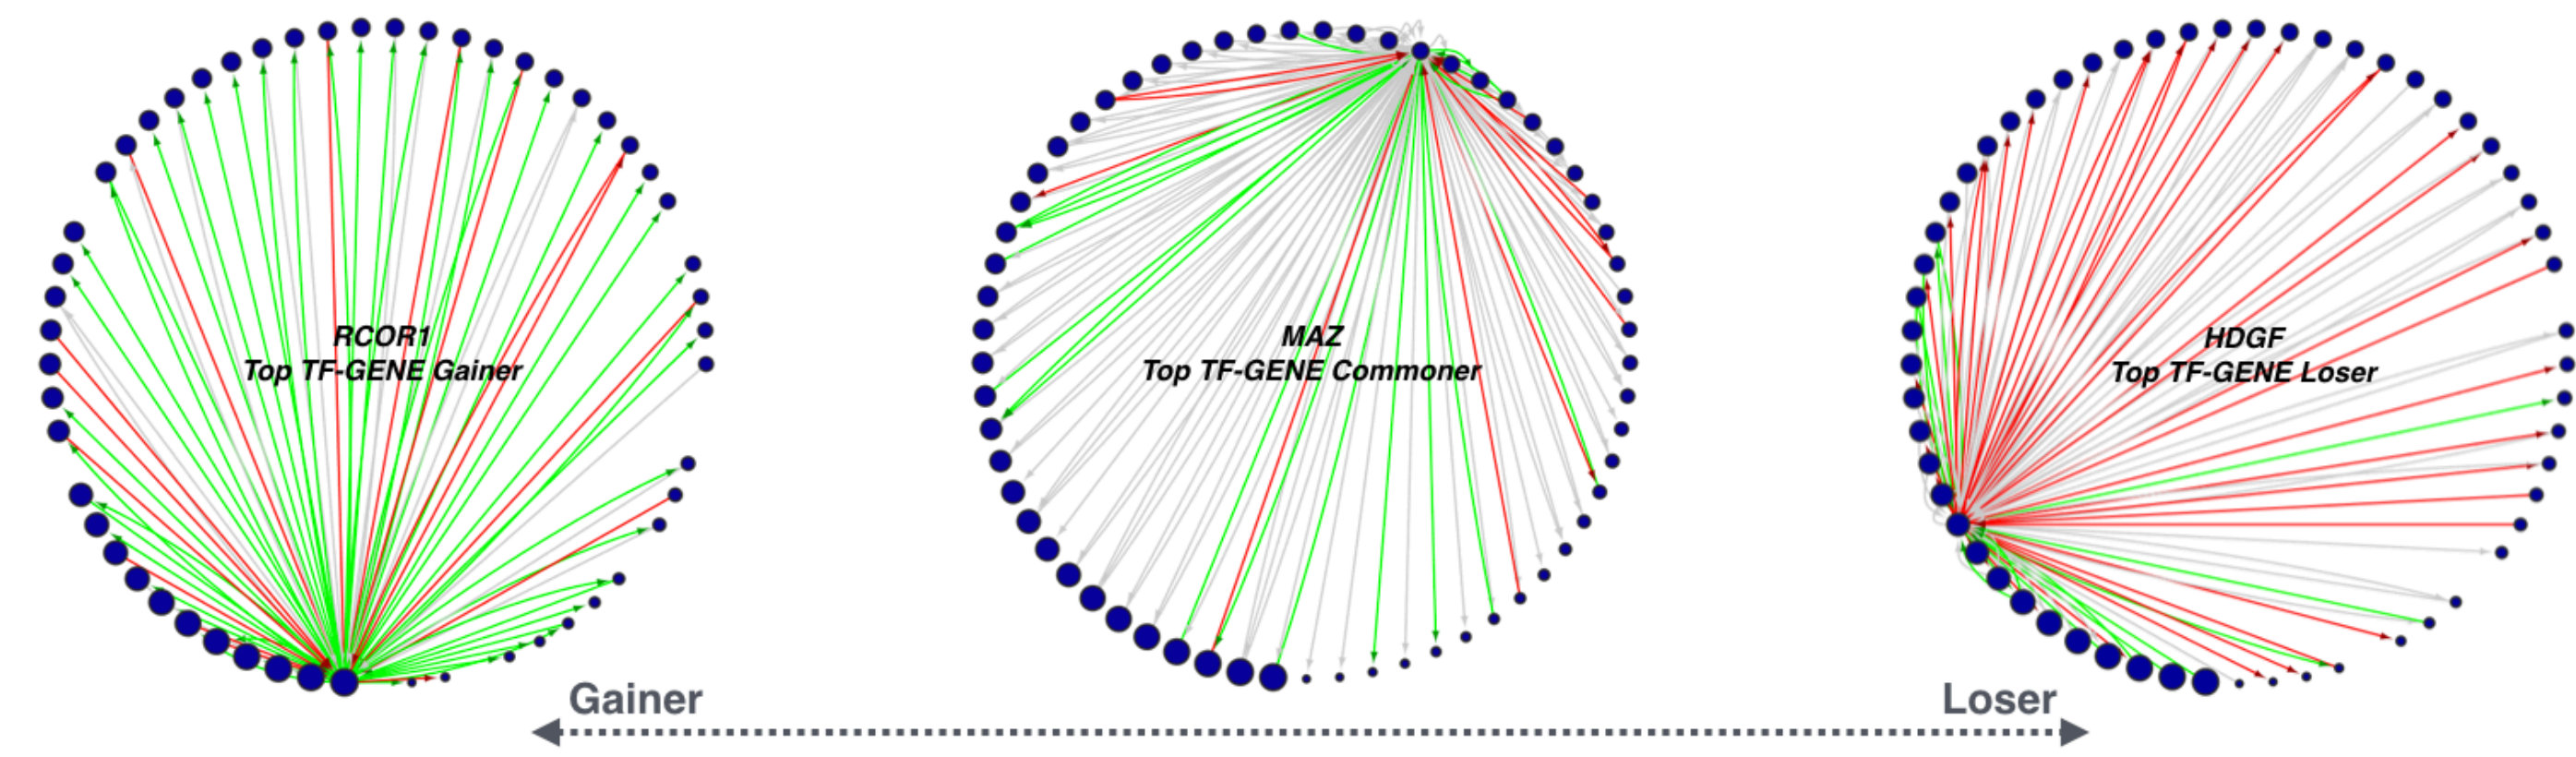 RCOR1
Top TF-GENE Gainer
MAZ
Top TF-GENE Commoner
HDGF
Top TF-GENE Loser
Gainer
Loser